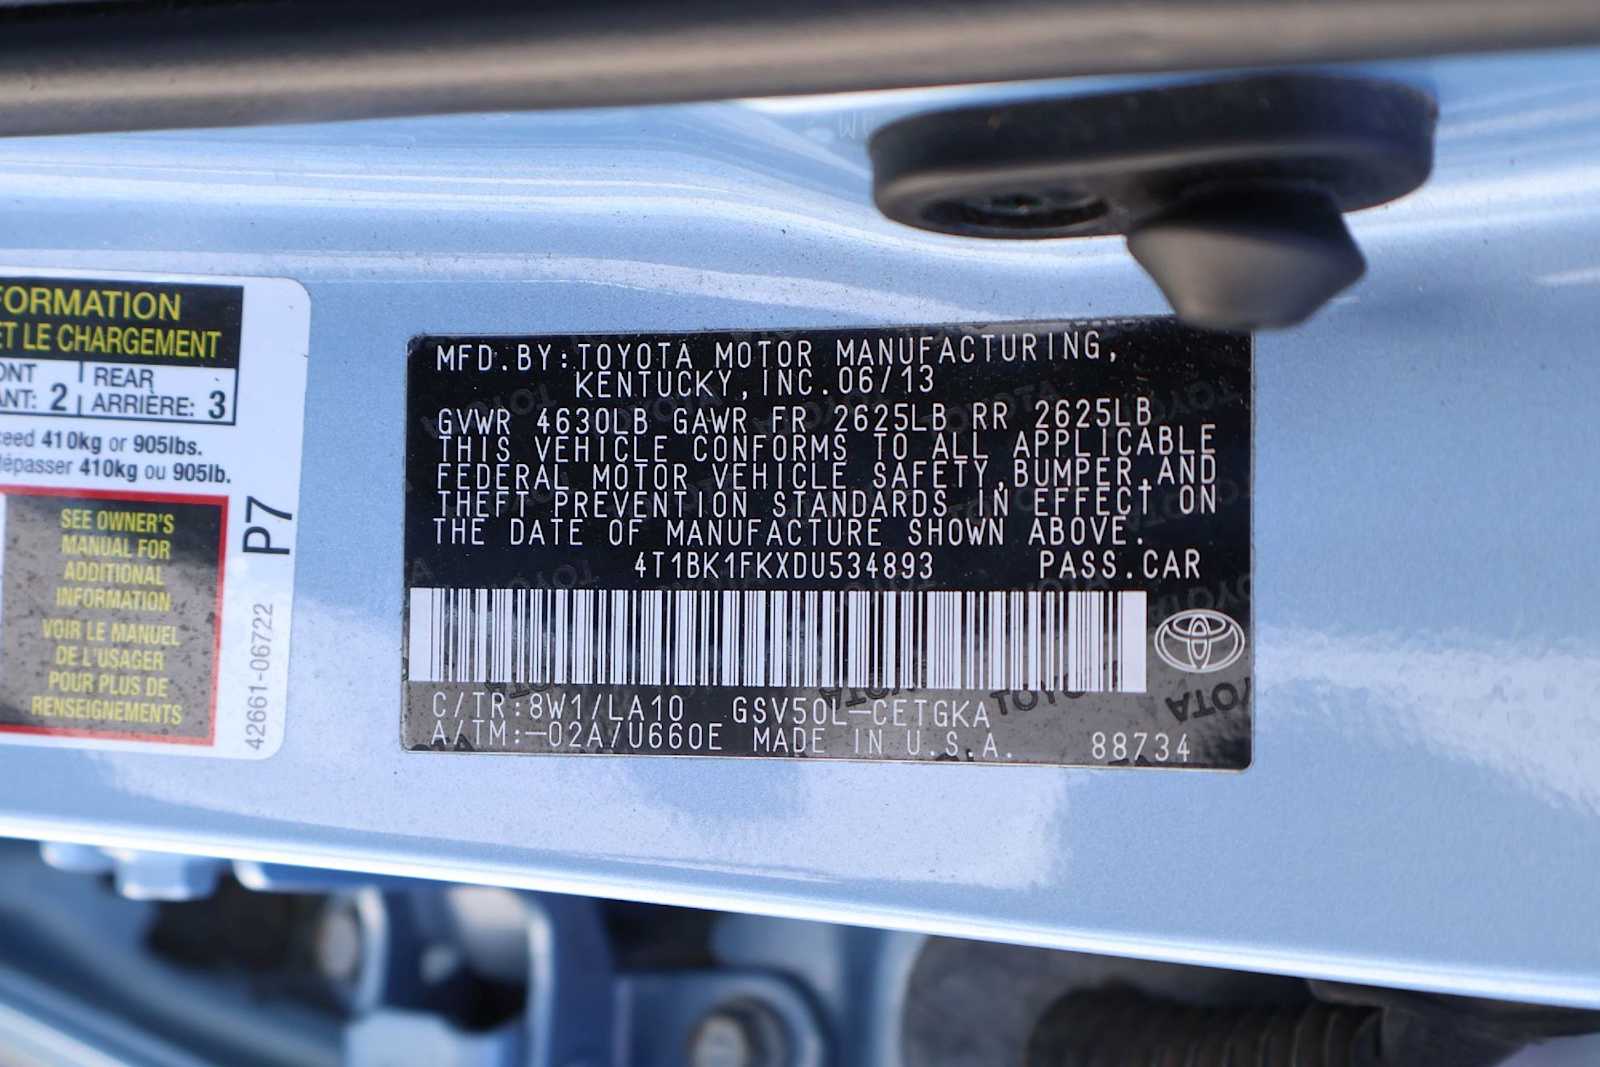 FORMATION
ET LE CHARGEMENT
ONT 2 REAR
ANT: ARRIÈRE: 3
ceed 410kg or 905lbs.
dépasser 410kg ou 905lb.
SEE OWNER'S
MANUAL FOR
ADDITIONAL
INFORMATION
VOIR LE MANUEL
DE L'USAGER
POUR PLUS DE
RENSEIGNEMENTS
P7
42661-06722
MFD.BY:TOYOTA MOTOR MANUFACTURING,
KENTUCKY,INC.06/13
GVWR 4630LB GAWR FR 2625LB RR 2625LB
THIS VEHICLE CONFORMS TO ALL APPLICABLE
FEDERAL MOTOR VEHICLE SAFETY,BUMPER,AND
THEFT PREVENTION STANDARDS IN EFFECT ON
THE DATE OF MANUFACTURE SHOWN ABOVE.
4T1BK1FKXDU534893 PASS.CAR
C/TR:8W1/LA10 GSV50L-CETGKA
A/TM:-02A/U660E MADE IN U.S.A. 88734